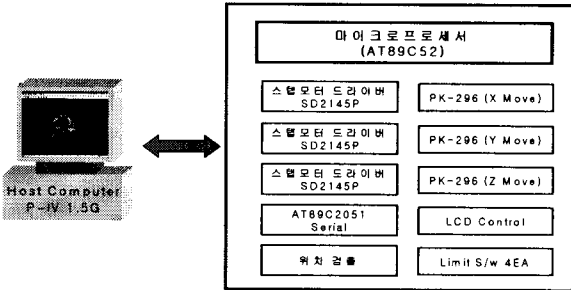 마이크로프로세서
(AT89C52)
스텝모터 드라이버
SD2145P
PK-296 (X Move)
스텝모터 드라이버
SD2145P
PK-296 (Y Move)
스텝모터 드라이버
SD2145P
PK-296 (Z Move)
AT89C2051
Serial
LCD Control
위치 검출
Limit S/w 4EA
Host Computer
P-IV 1.5G